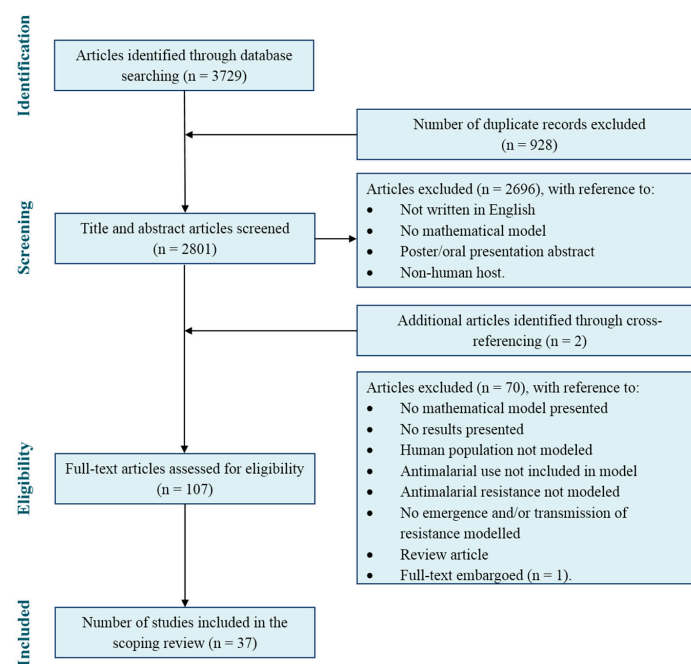 Identification
Articles identified through database
searching (n = 3729)
Number of duplicate records excluded
(n = 928)
Screening
Title and abstract articles screened
(n = 2801)
Articles excluded (n = 2696), with reference to:
• Not written in English
• No mathematical model
• Poster/oral presentation abstract
• Non-human host.
Additional articles identified through cross-
referencing (n = 2)
Eligibility
Full-text articles assessed for eligibility
(n = 107)
Articles excluded (n = 70), with reference to:
• No mathematical model presented
• No results presented
• Human population not modeled
• Antimalarial use not included in model
• Antimalarial resistance not modeled
• No emergence and/or transmission of
resistance modelled
• Review article
• Full-text embargoed (n = 1).
Included
Number of studies included in the
scoping review (n = 37)